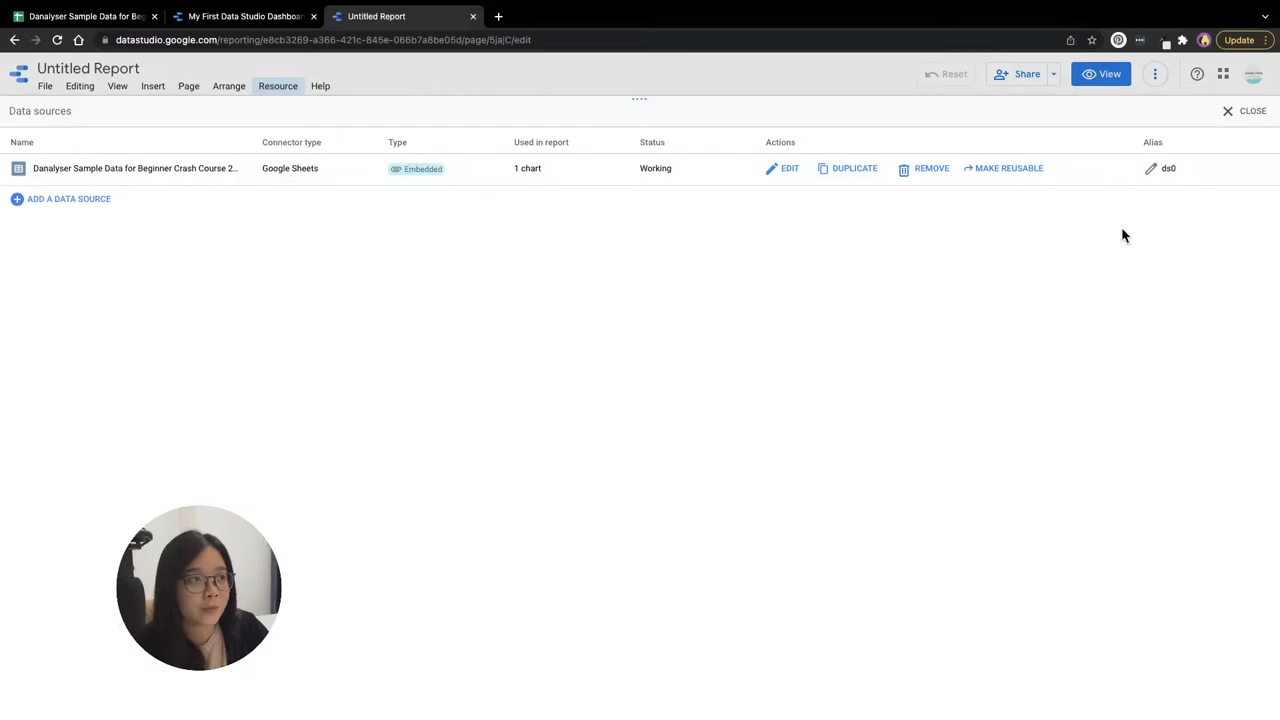 Danalyser Sample Data for Beg
My First Data Studio Dashboar
Untitled Report
datastudio.google.com/reporting/e8cb3269-a366-421c-845e-066b7a8be05d/page/5jajC/edit
Update
Untitled Report
File Editing View Insert Page Arrange Resource Help
Reset
Share
View
Data sources
CLOSE
Name Connector type Type Used in report Status Actions Alias
Danalyser Sample Data for Beginner Crash Course 2... Google Sheets Embedded 1 chart Working EDIT DUPLICATE REMOVE MAKE REUSABLE ds0
ADD A DATA SOURCE